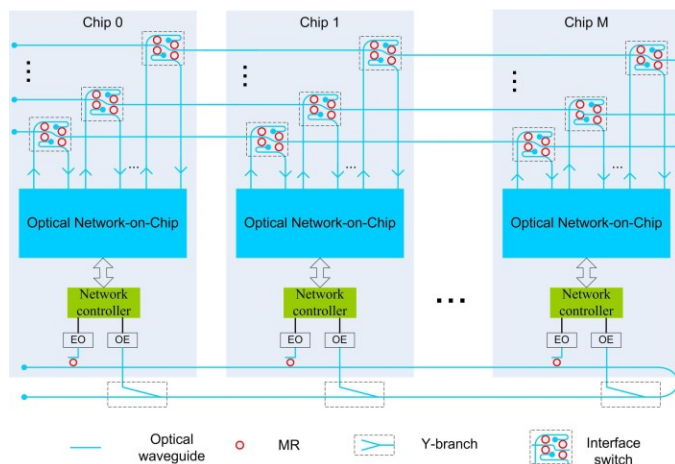 Chip 0
Chip 1
Chip M
...
...
...
Optical Network-on-Chip
Optical Network-on-Chip
Optical Network-on-Chip
Network
controller
Network
controller
Network
controller
EO
OE
EO
OE
EO
OE
Optical
waveguide
MR
Y-branch
Interface
switch